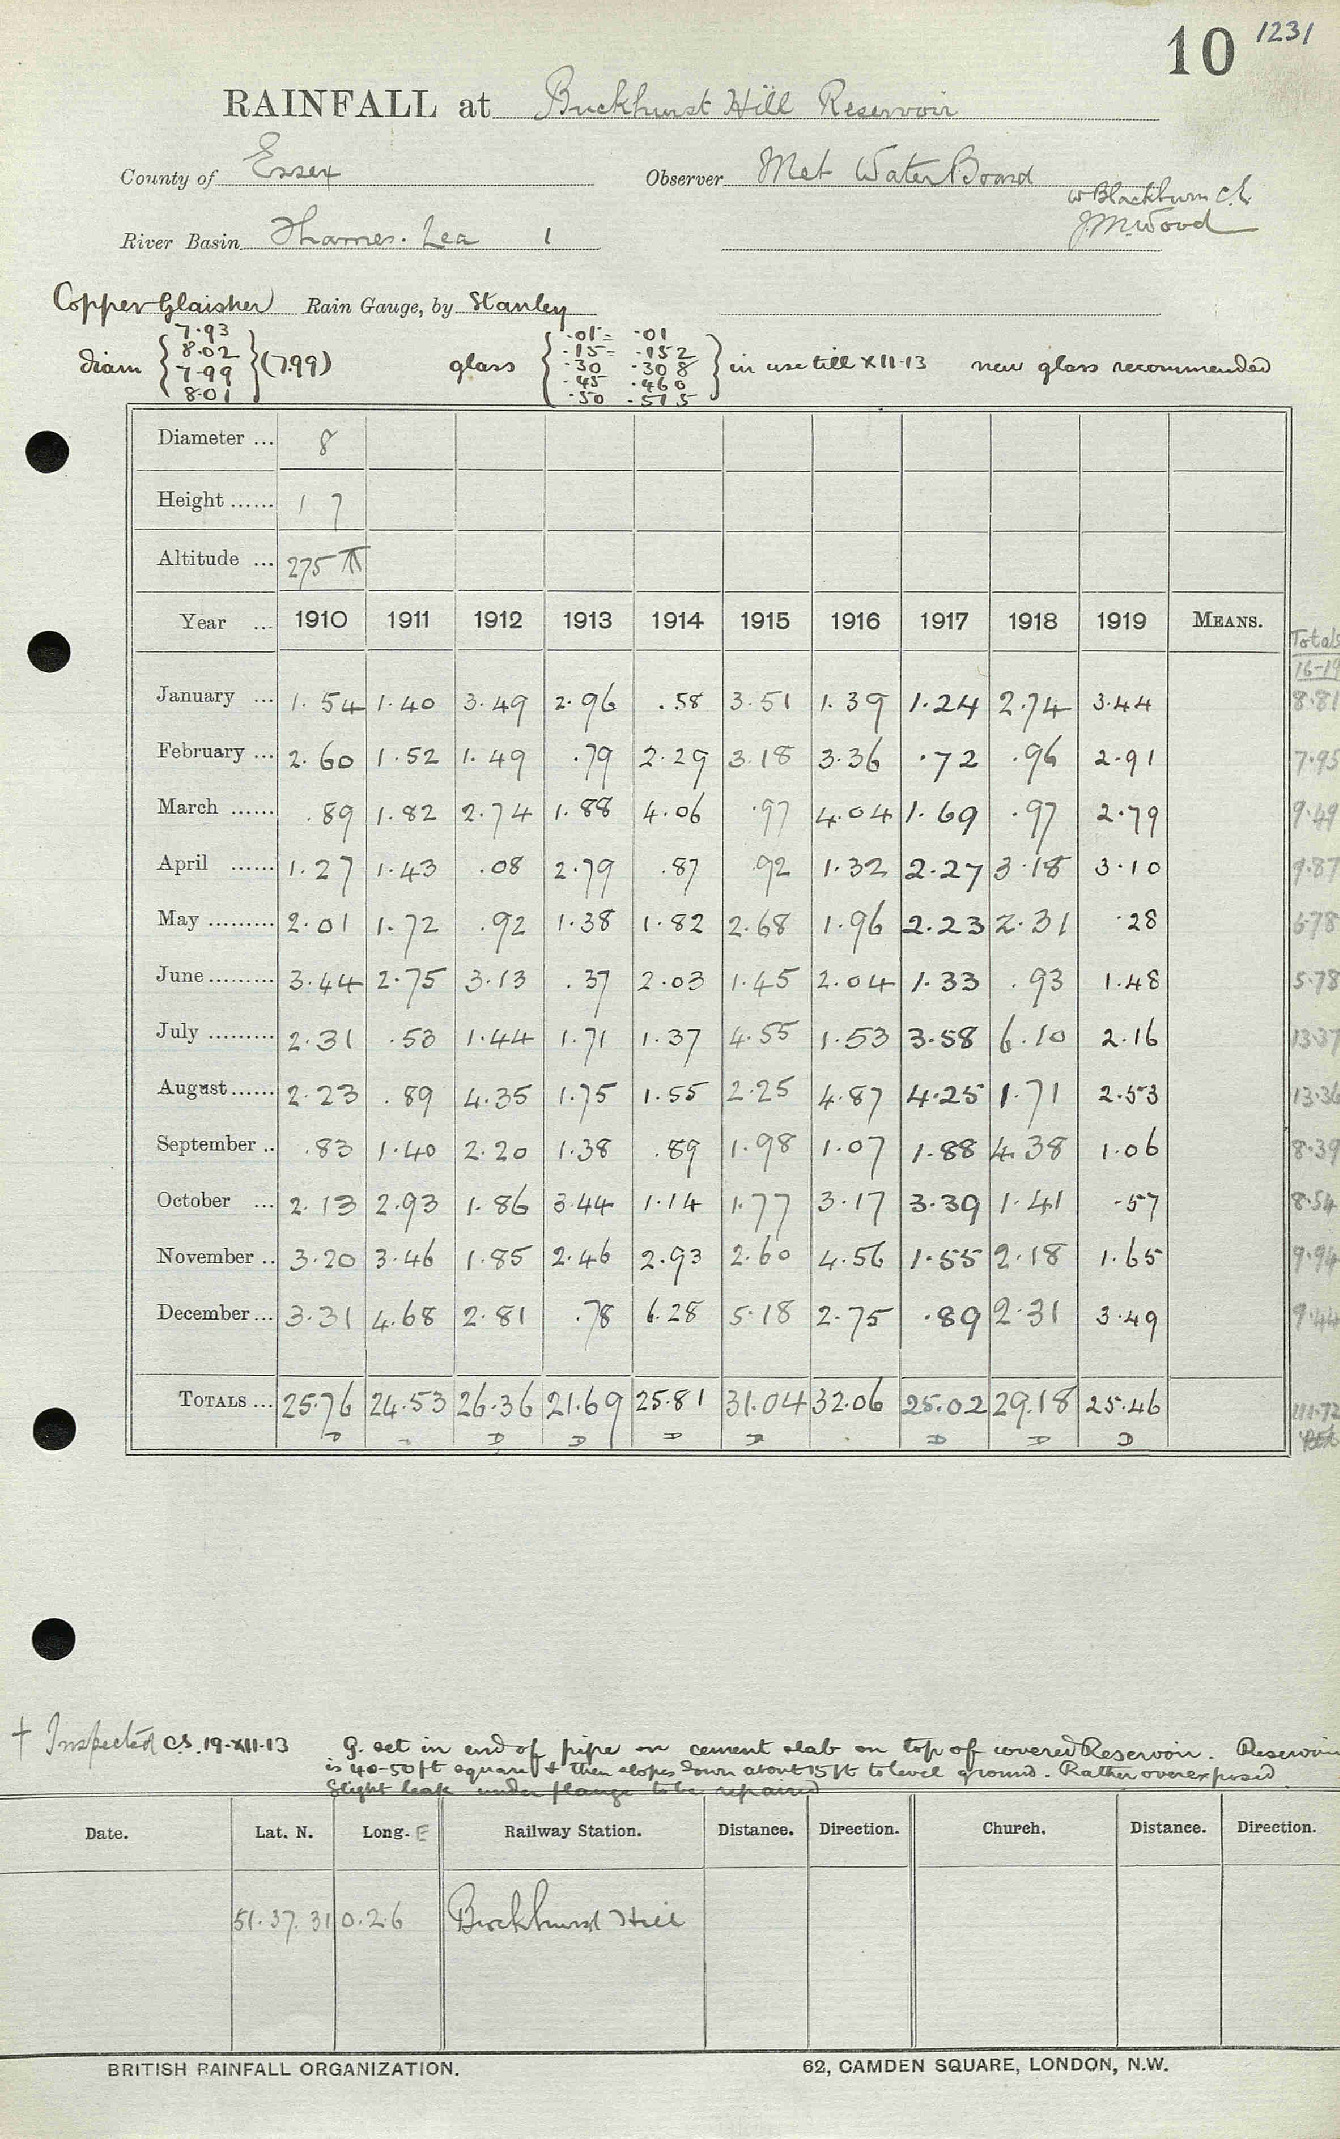 10 1231
RAINFALL at Buckhurst Hill Reservoir
County of Essex Observer Met Water Board
W Blackburn C.E.
River Basin Thames. Lea 1 J.M. Wood
Copper Glaisher Rain Gauge, by Stanley
diam { 7.93 8.02 7.99 8.01 } (7.99) glass { .01 = .01 .15 = .152 .30 .308 .45 .460 .50 .515 } in use till XII.13 new glass recommended
Diameter ... 8
Height ...... 1 7
Altitude ... 275 T
Year ... 1910 1911 1912 1913 1914 1915 1916 1917 1918 1919 MEANS. Totals
16-19
January ... 1.54 1.40 3.49 2.96 .58 3.51 1.39 1.24 2.74 3.44 8.81
February ... 2.60 1.52 1.49 .79 2.29 3.18 3.36 .72 .96 2.91 7.95
March ...... .89 1.82 2.74 1.88 4.06 .97 4.04 1.69 .97 2.79 9.49
April ...... 1.27 1.43 .08 2.79 .87 .92 1.32 2.27 3.18 3.10 9.87
May ......... 2.01 1.72 .92 1.38 1.82 2.68 1.96 2.23 2.31 .28 6.78
June ......... 3.44 2.75 3.13 .37 2.03 1.45 2.04 1.33 .93 1.48 5.78
July ......... 2.31 .53 1.44 1.71 1.37 4.55 1.53 3.58 6.10 2.16 13.37
August ...... 2.23 .89 4.35 1.75 1.55 2.25 4.87 4.25 1.71 2.53 13.36
September .. .83 1.40 2.20 1.38 .89 1.98 1.07 1.88 4.38 1.06 8.39
October ... 2.13 2.93 1.86 3.44 1.14 1.77 3.17 3.39 1.41 .57 8.54
November .. 3.20 3.46 1.85 2.46 2.93 2.60 4.56 1.55 2.18 1.65 9.94
December ... 3.31 4.68 2.81 .78 6.28 5.18 2.75 .89 2.31 3.49 9.44
TOTALS ... 25.76 24.53 26.36 21.69 25.81 31.04 32.06 25.02 29.18 25.46 111.72
D D D D D D D D
† Inspected C.S. 19.XII.13 G. set in end of pipe on cement slab on top of covered Reservoir. Reservoir
is 40-50 ft square & then slopes down about 15 ft to level ground. Rather overexposed
Slight leak under flange to be repaired
Date. Lat. N. Long. E Railway Station. Distance. Direction. Church. Distance. Direction.
51.37.31 0.2.6 Buckhurst Hill
BRITISH RAINFALL ORGANIZATION. 62, CAMDEN SQUARE, LONDON, N.W.